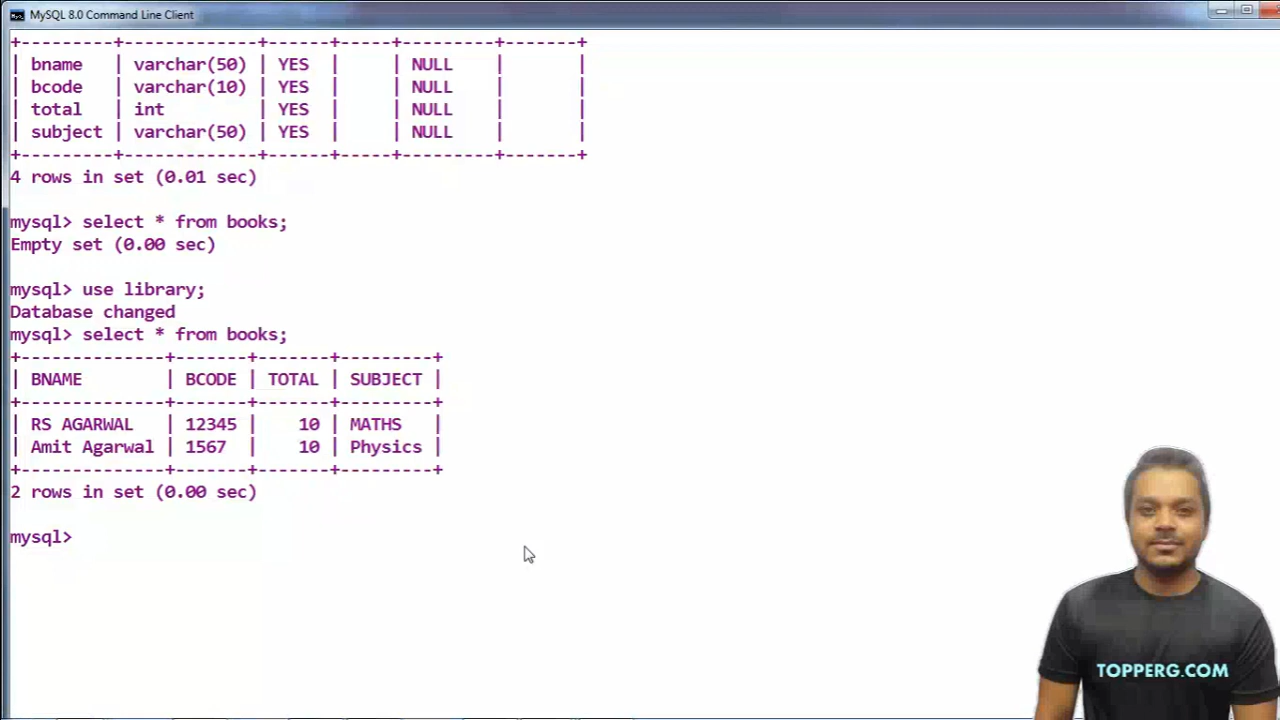 MySQL 8.0 Command Line Client
+---------+-------------+------+-----+---------+-------+
| bname   | varchar(50) | YES  |     | NULL    |       |
| bcode   | varchar(10) | YES  |     | NULL    |       |
| total   | int         | YES  |     | NULL    |       |
| subject | varchar(50) | YES  |     | NULL    |       |
+---------+-------------+------+-----+---------+-------+
4 rows in set (0.01 sec)
mysql> select * from books;
Empty set (0.00 sec)
mysql> use library;
Database changed
mysql> select * from books;
+--------------+-------+-------+---------+
| BNAME        | BCODE | TOTAL | SUBJECT |
+--------------+-------+-------+---------+
| RS AGARWAL   | 12345 |    10 | MATHS   |
| Amit Agarwal | 1567  |    10 | Physics |
+--------------+-------+-------+---------+
2 rows in set (0.00 sec)
mysql>
TOPPERG.COM